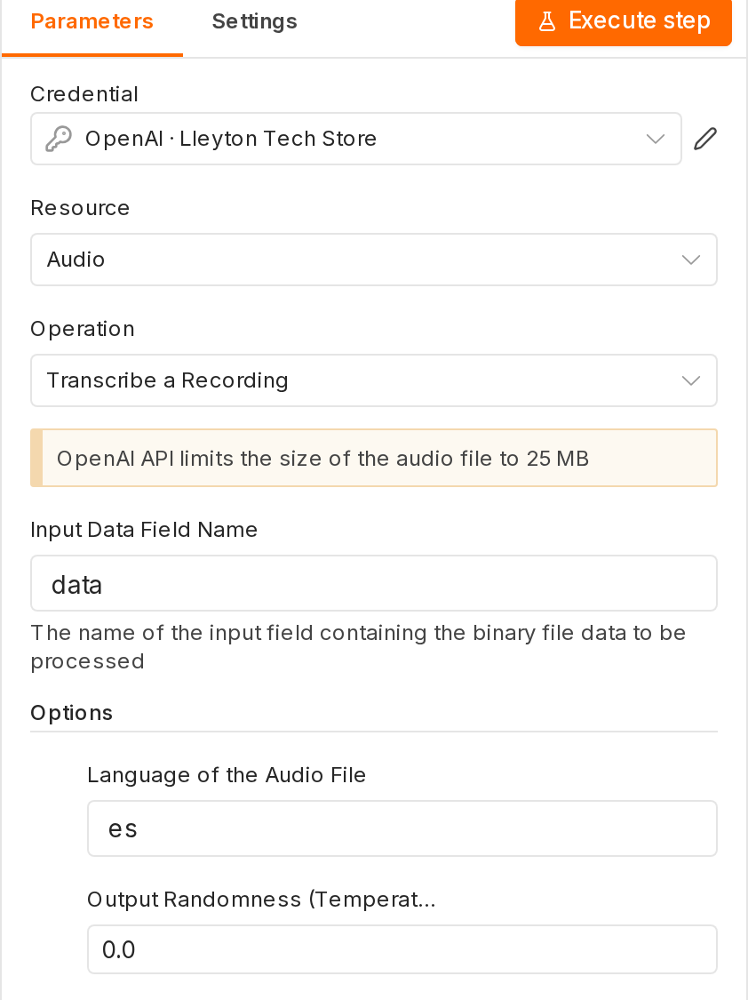 Parameters
Settings
Execute step
Credential
OpenAI · Lleyton Tech Store
Resource
Audio
Operation
Transcribe a Recording
OpenAI API limits the size of the audio file to 25 MB
Input Data Field Name
data
The name of the input field containing the binary file data to be
processed
Options
Language of the Audio File
es
Output Randomness (Temperat...
0.0